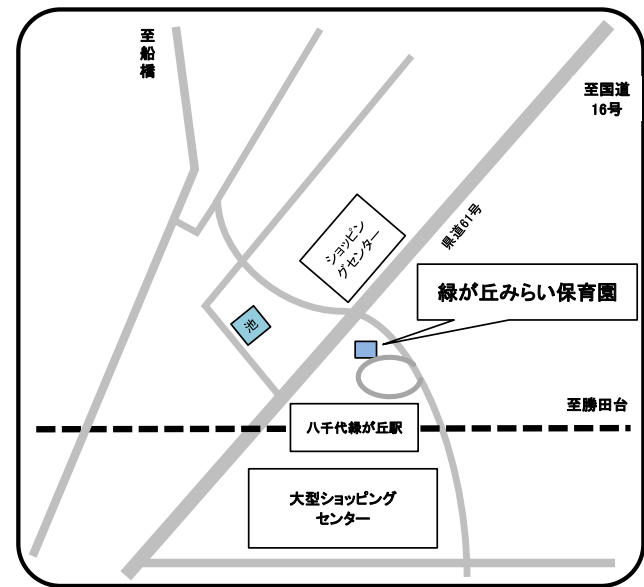 至船橋
至国道
16号
県道61号
ショッピン
グセンター
緑が丘みらい保育園
池
至勝田台
八千代緑が丘駅
大型ショッピング
センター